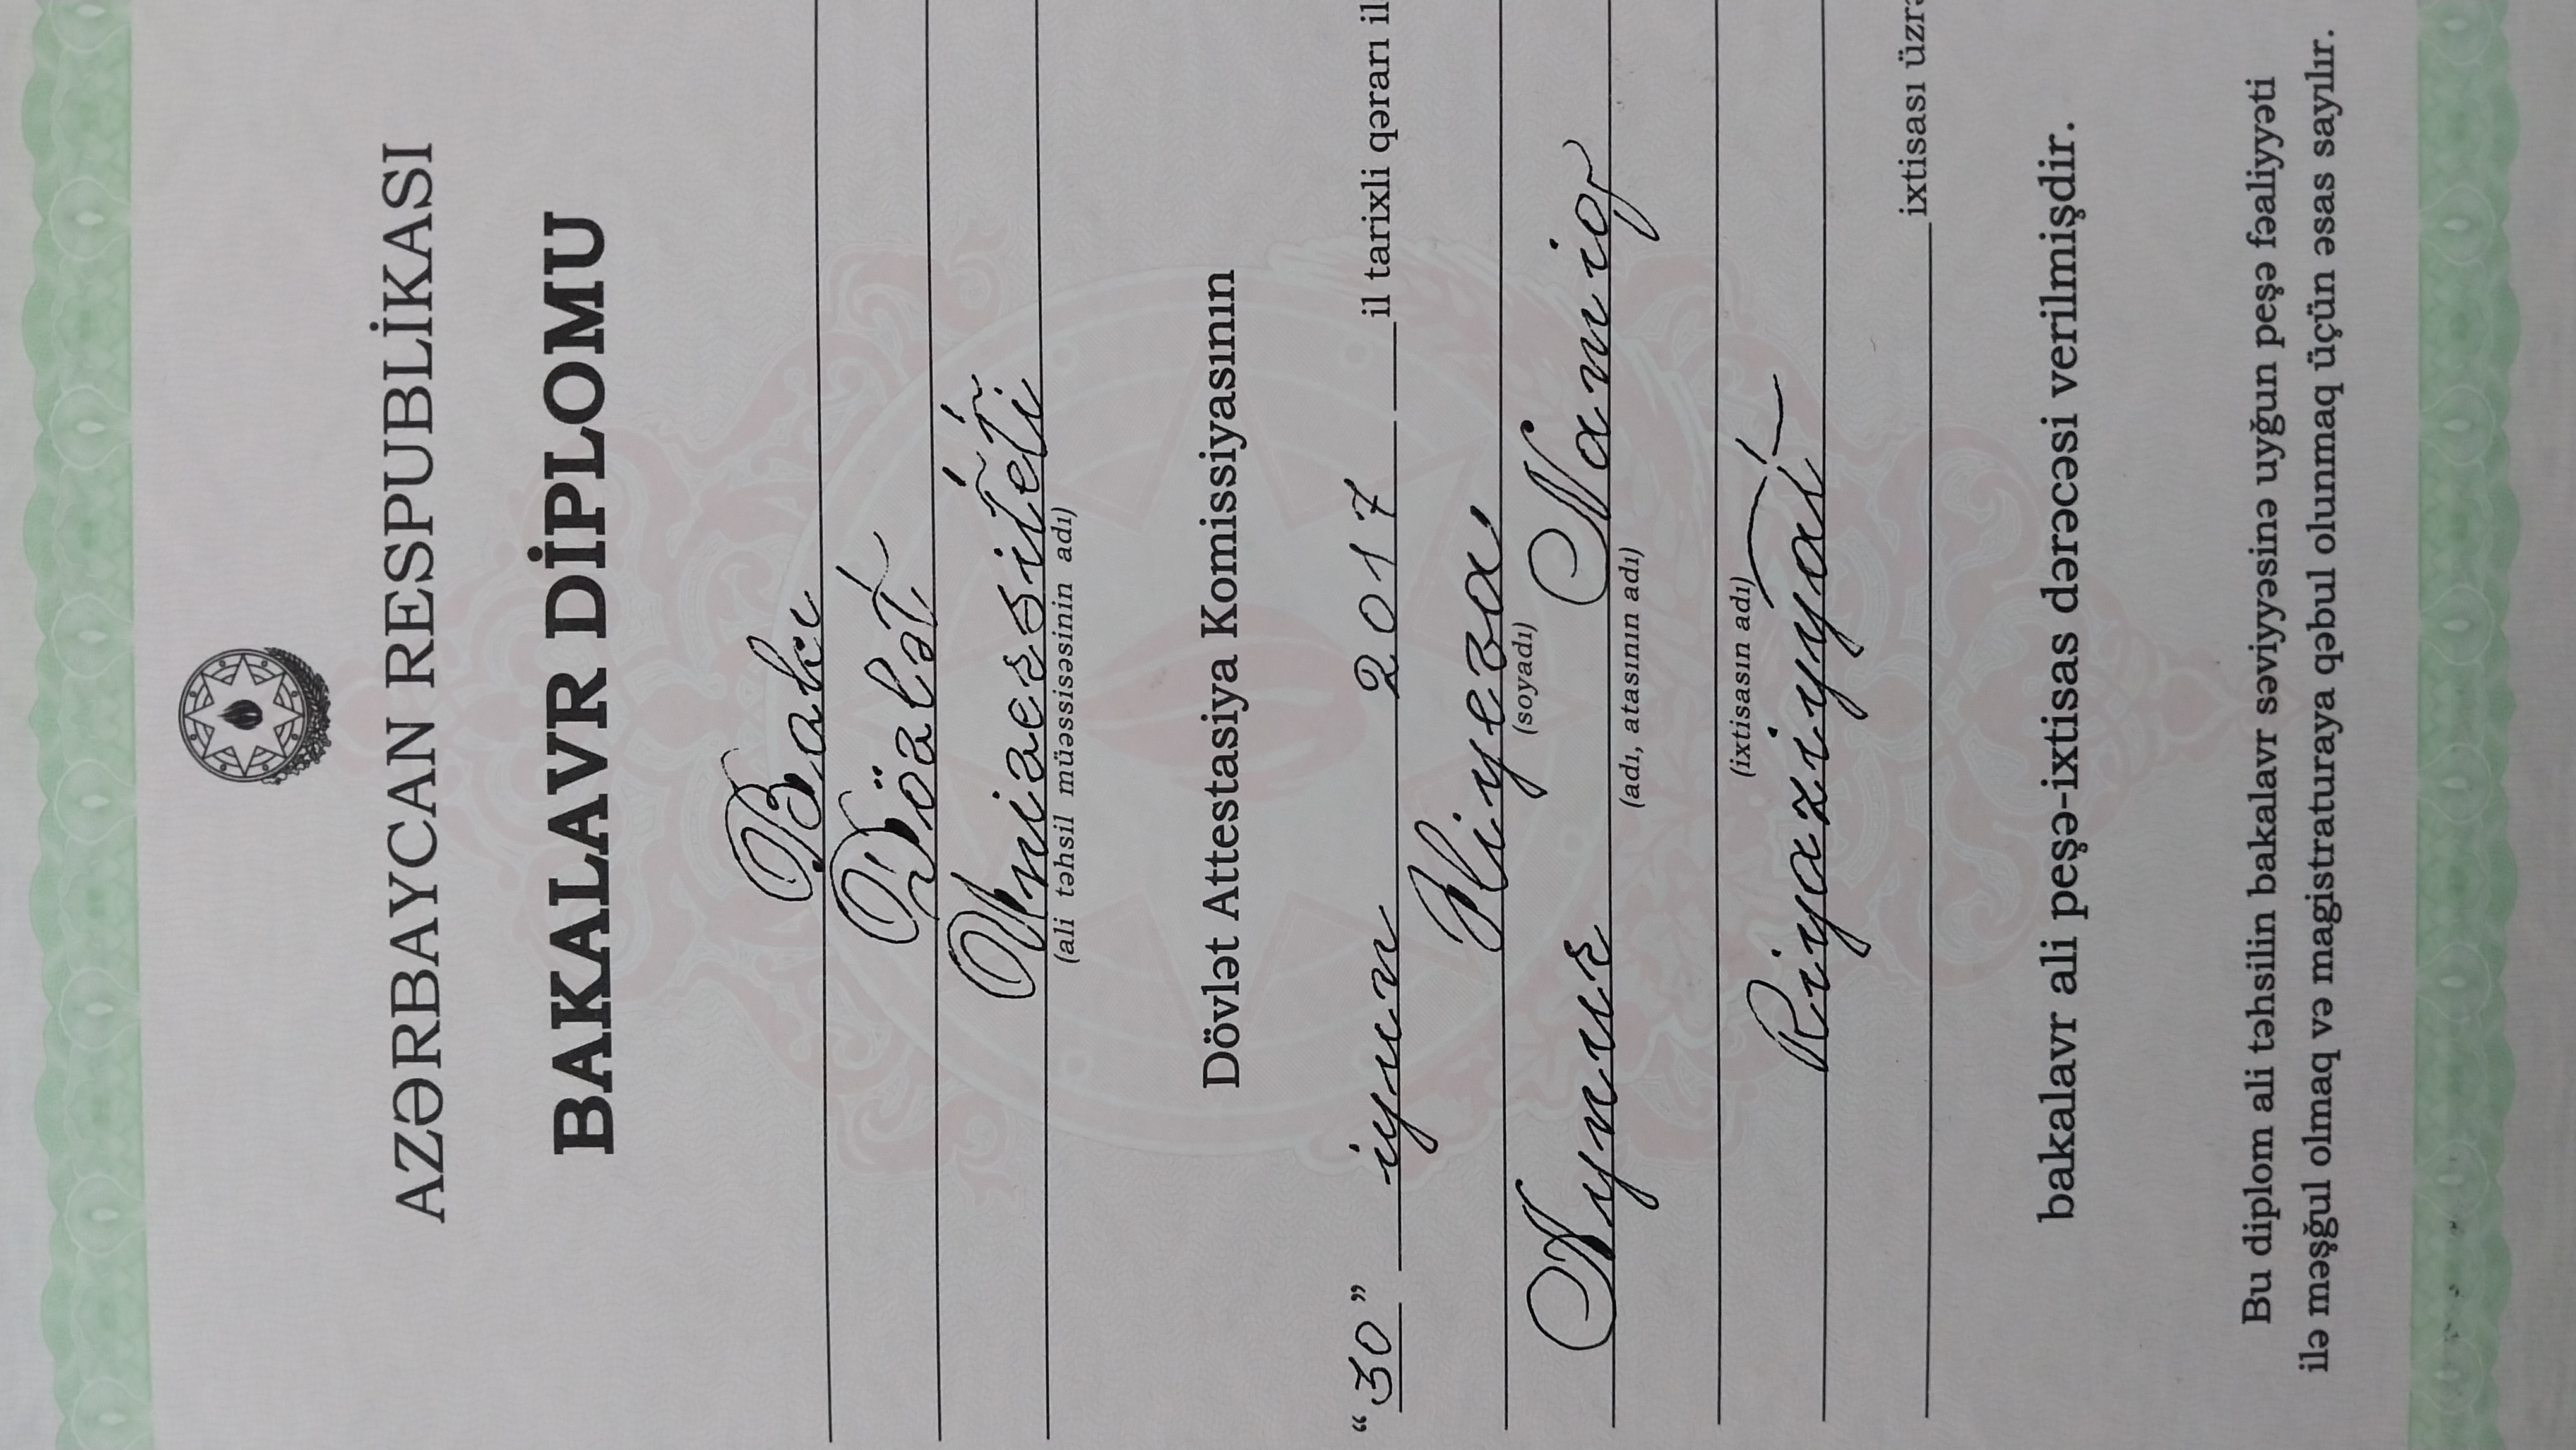 AZƏRBAYCAN RESPUBLİKASI
BAKALAVR DİPLOMU
Bakı
Dövlət
Universiteti
(ali təhsil müəssisəsinin adı)
Dövlət Attestasiya Komissiyasının
“30” iyun 2017 il tarixli qərarı il
Əliyeva
(soyadı)
Aynur Namiq
(adı, atasının adı)
(ixtisasın adı)
Riyaziyyat
ixtisası üzrə
bakalavr ali peşə-ixtisas dərəcəsi verilmişdir.
Bu diplom ali təhsilin bakalavr səviyyəsinə uyğun peşə fəaliyyəti
ilə məşğul olmaq və magistraturaya qəbul olunmaq üçün əsas sayılır.